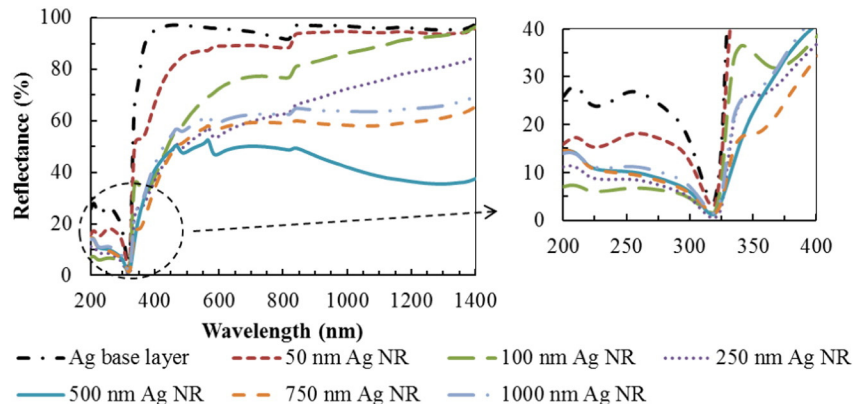 Reflectance (%)
100
80
60
40
20
0
200 400 600 800 1000 1200 1400
Wavelength (nm)
40
30
20
10
0
200 250 300 350 400
Ag base layer 50 nm Ag NR 100 nm Ag NR 250 nm Ag NR
500 nm Ag NR 750 nm Ag NR 1000 nm Ag NR